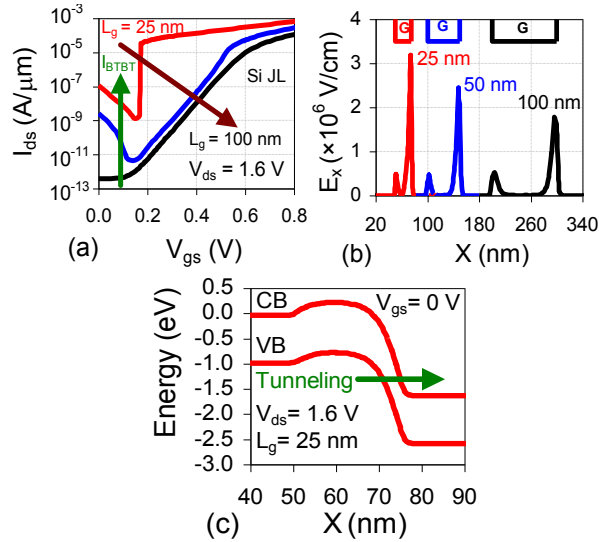 10⁻³
10⁻⁵
10⁻⁷
10⁻⁹
10⁻¹¹
10⁻¹³
I_ds (A/μm)
L_g = 25 nm
I_BTBT
Si JL
L_g = 100 nm
V_ds = 1.6 V
0.0 0.2 0.4 0.6 0.8
(a) V_gs (V)
G G G
4
3
2
1
0
E_x (×10⁶ V/cm)
25 nm
50 nm
100 nm
20 100 180 260 340
(b) X (nm)
0.5
0.0
-0.5
-1.0
-1.5
-2.0
-2.5
-3.0
Energy (eV)
CB
V_gs = 0 V
VB
Tunneling
V_ds = 1.6 V
L_g = 25 nm
40 50 60 70 80 90
(c) X (nm)